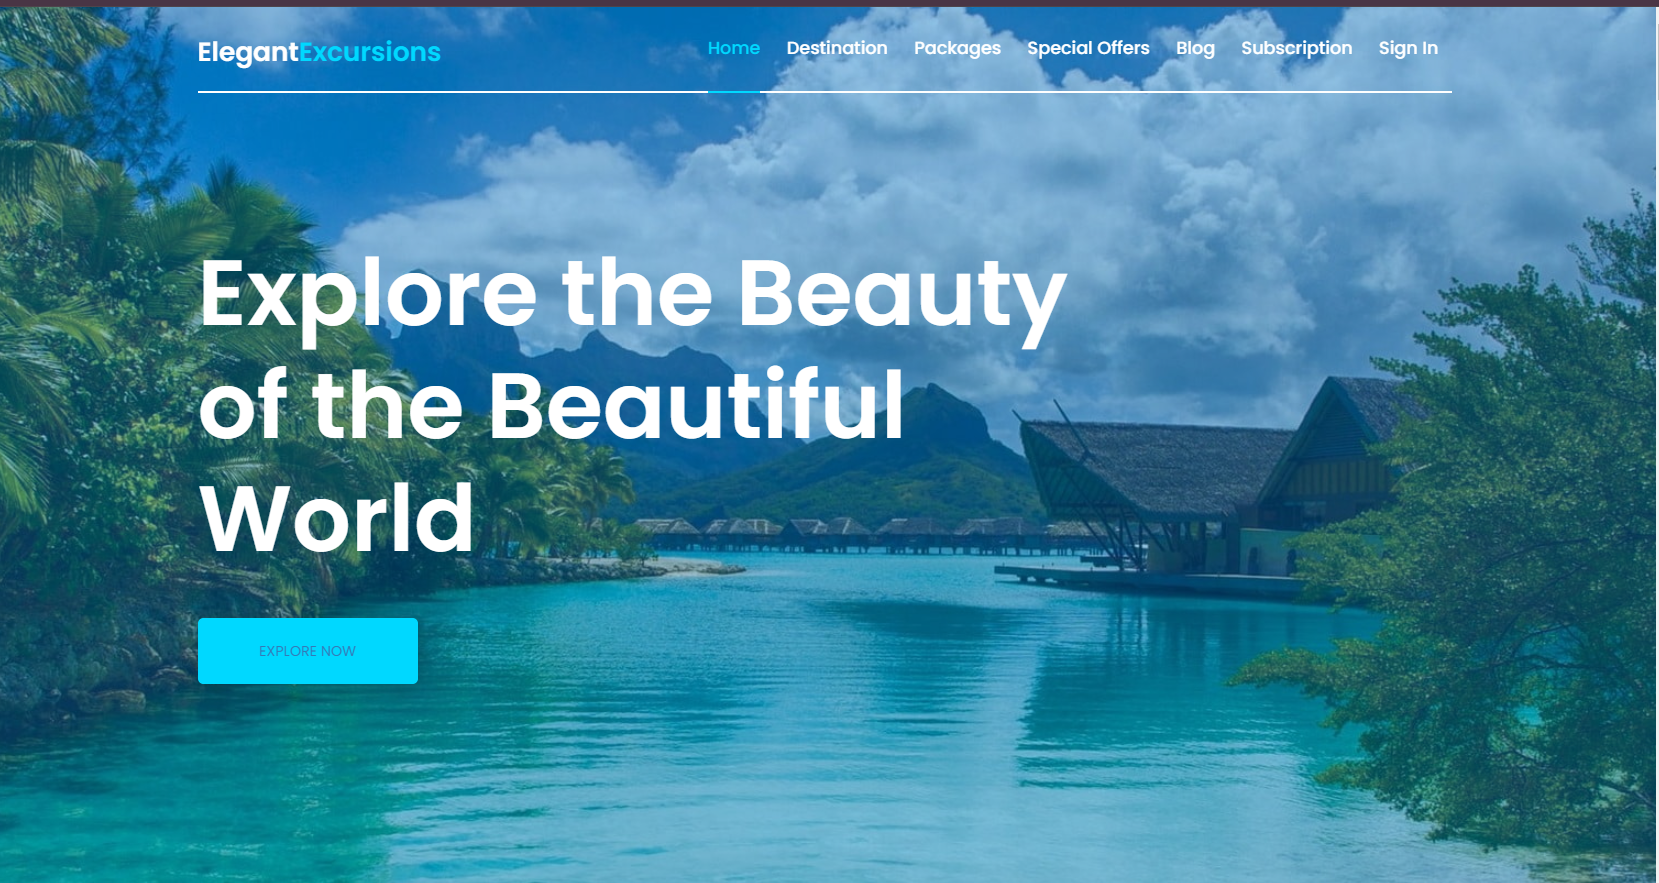 ElegantExcursions
Home Destination Packages Special Offers Blog Subscription Sign In
Explore the Beauty
of the Beautiful
World
EXPLORE NOW